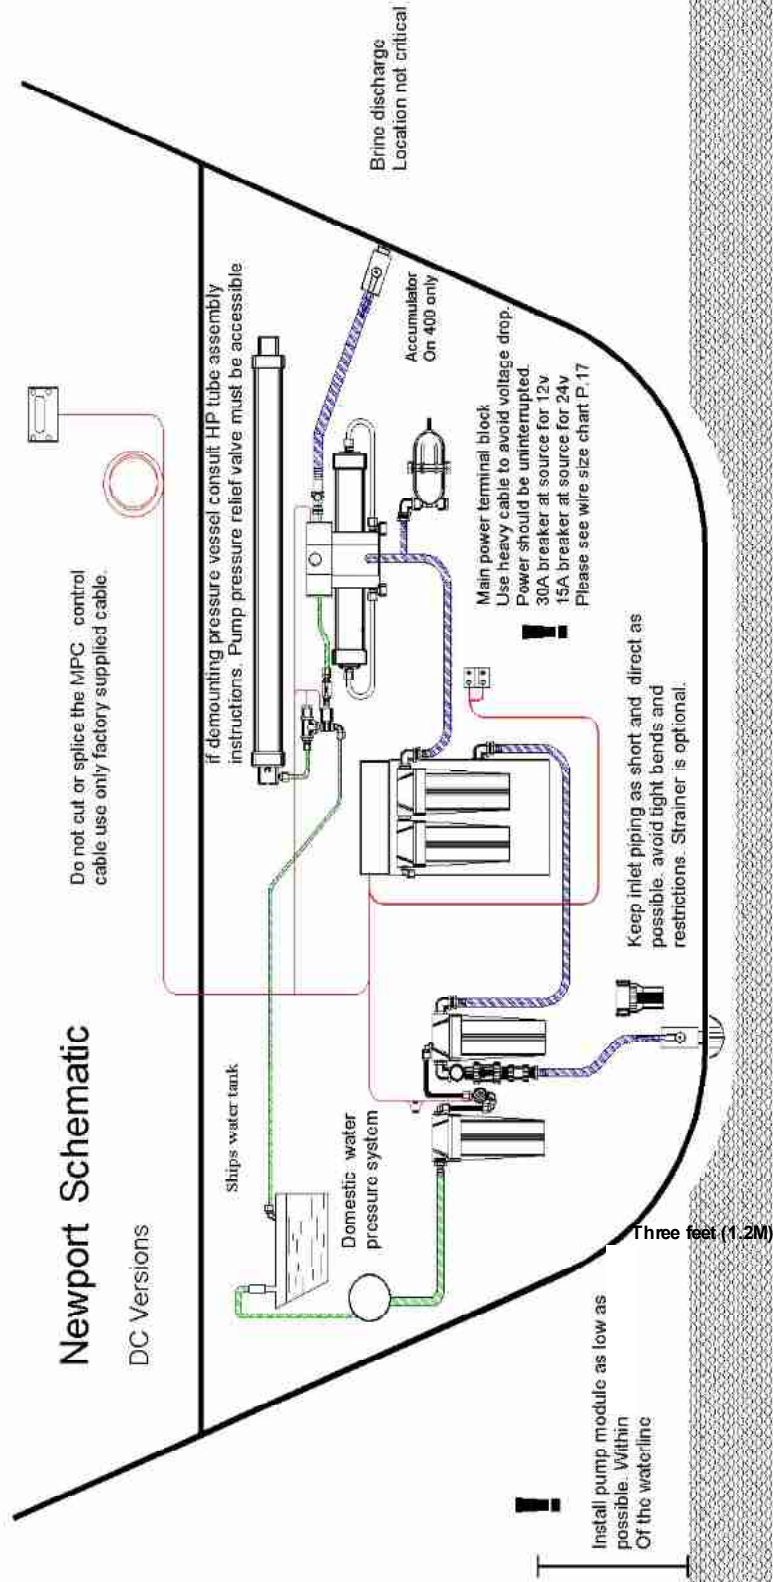 Newport Schematic
DC Versions
Do not cut or splice the MPC control
cable use only factory supplied cable.
if demounting pressure vessel consult HP tube assembly
instructions. Pump pressure relief valve must be accessible
Brine discharge
Location not critical
Ships water tank
Domestic water
pressure system
Accumulator
On 400 only
Main power terminal block
Use heavy cable to avoid voltage drop.
Power should be uninterrupted.
30A breaker at source for 12v
15A breaker at source for 24v
Please see wire size chart P.17
Keep inlet piping as short and direct as
possible. avoid tight bends and
restrictions. Strainer is optional.
Install pump module as low as
possible. Within
Of the waterline
Three feet (1.2M)